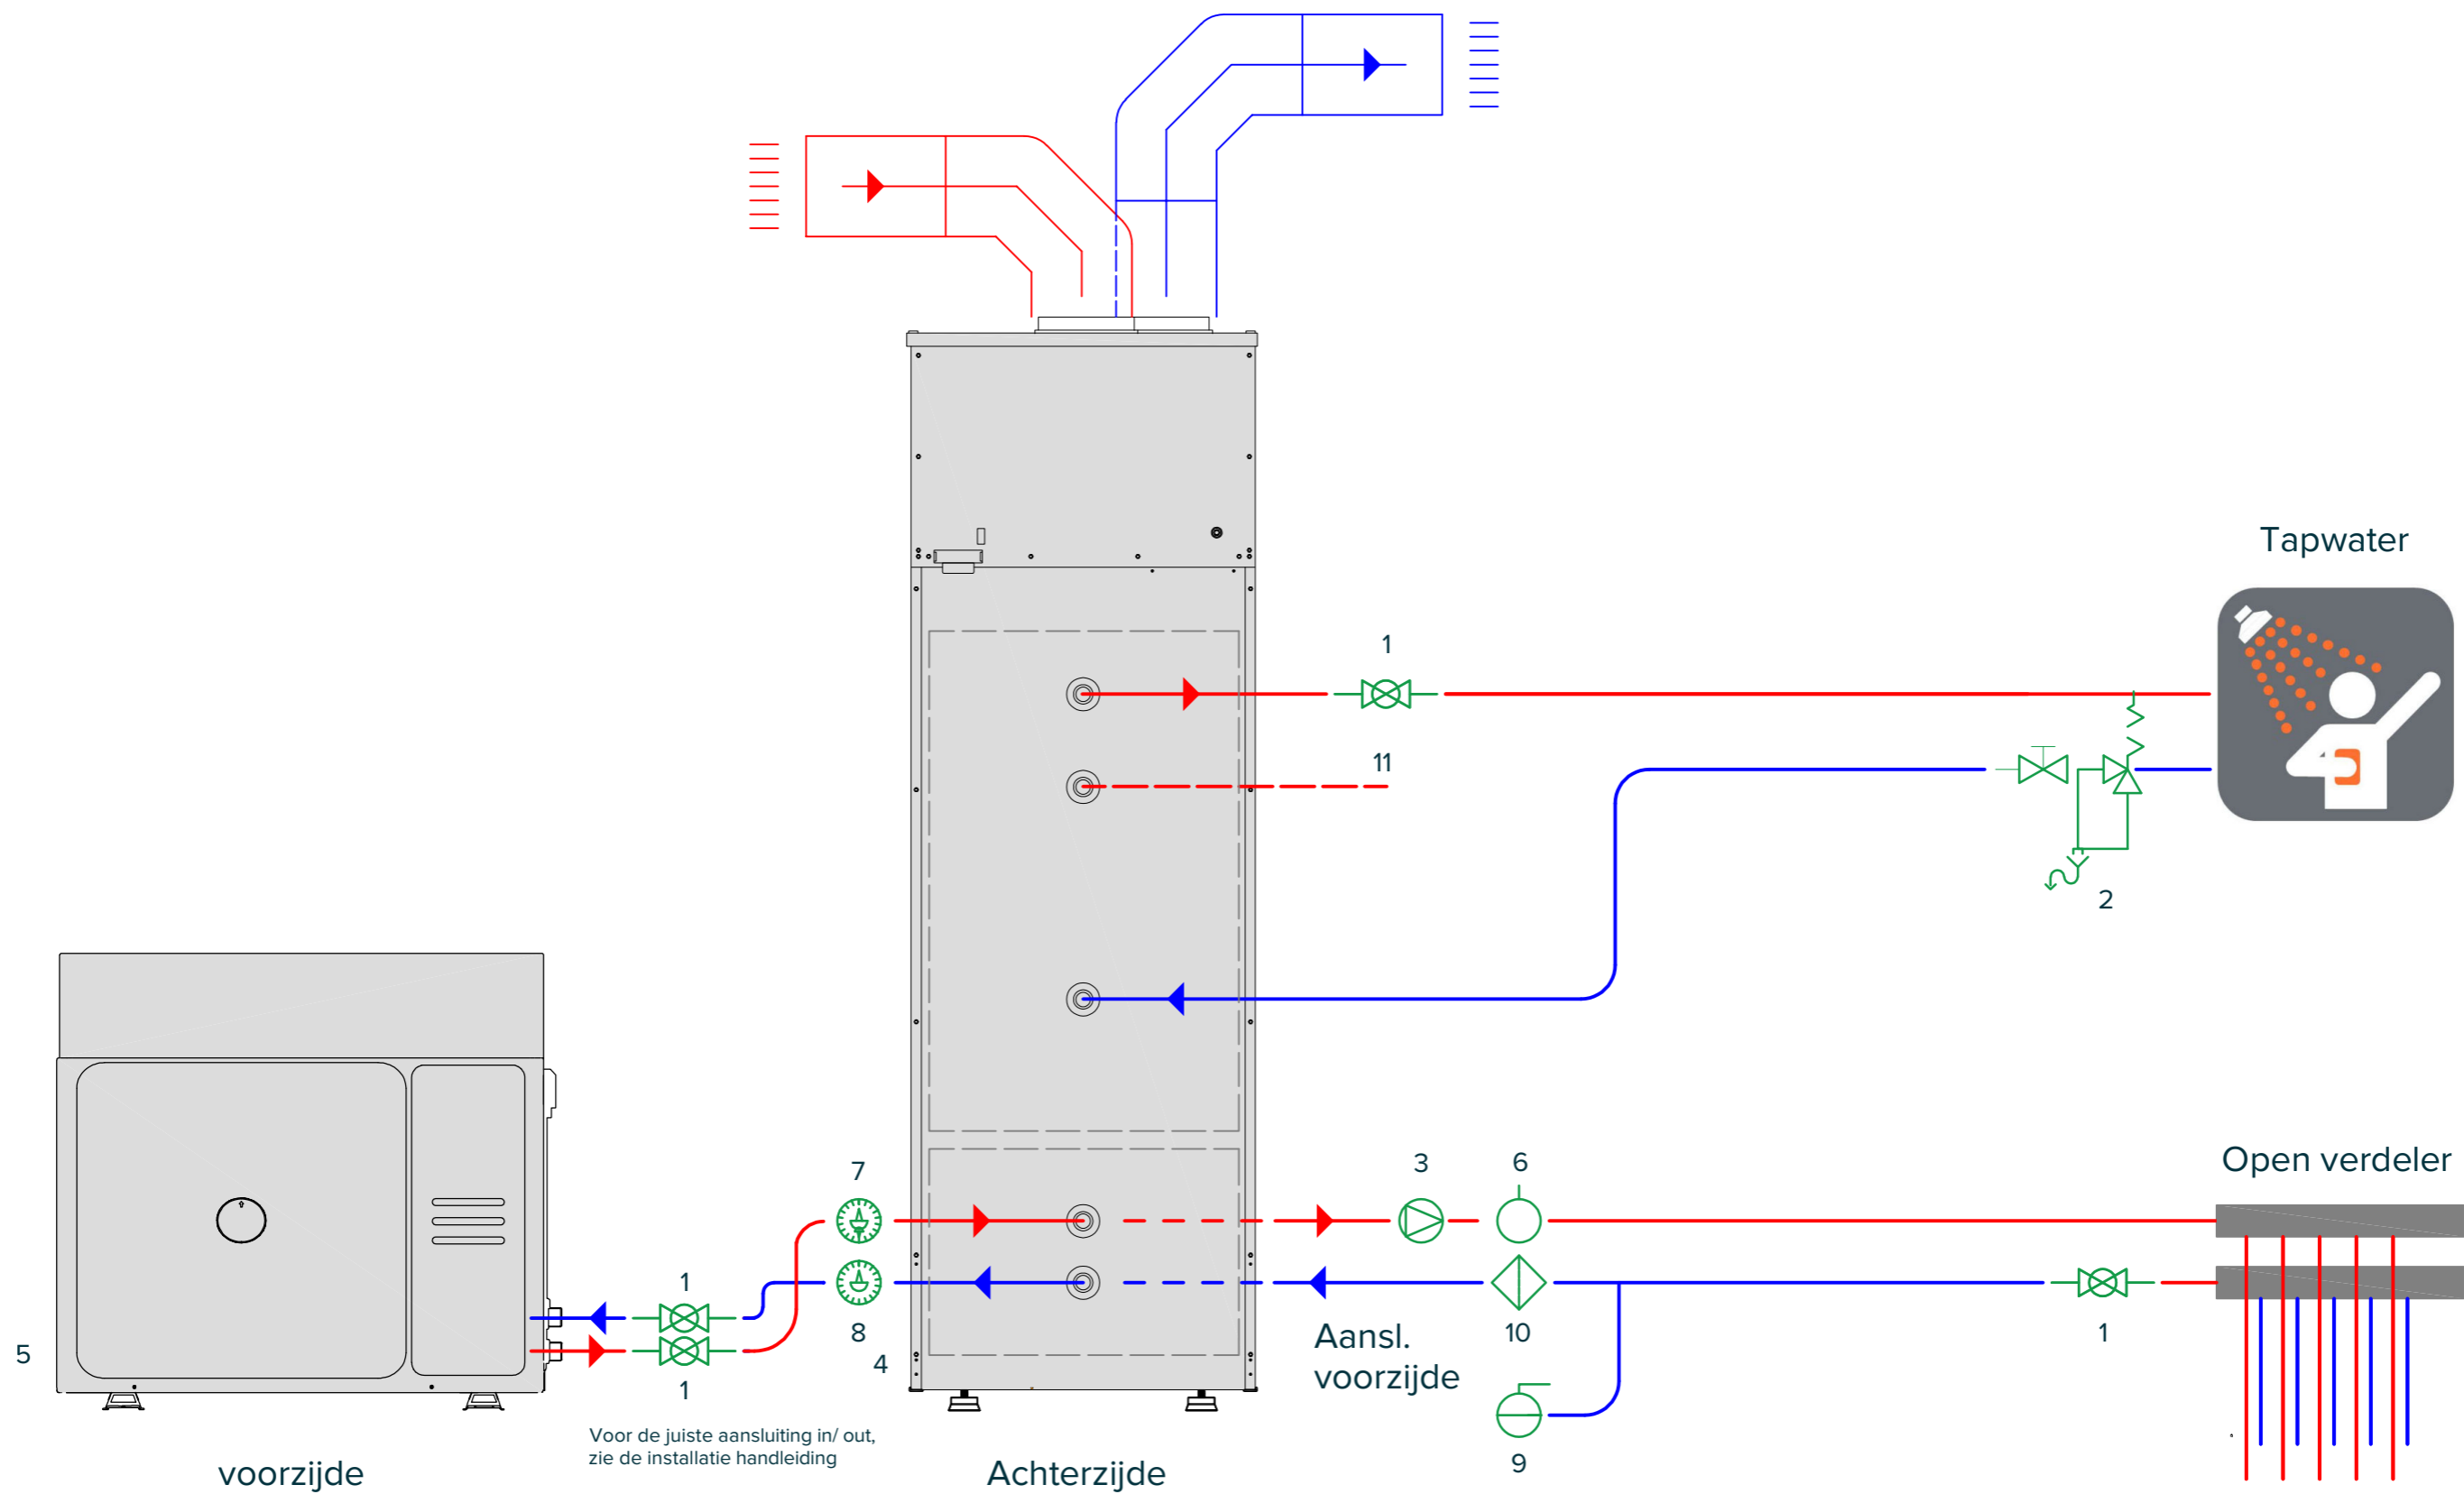 Tapwater
1
11
2
7
3
6
Open verdeler
1
8
4
5
1
Aansl.
voorzijde
10
1
9
Voor de juiste aansluiting in/ out,
zie de installatie handleiding
voorzijde
Achterzijde